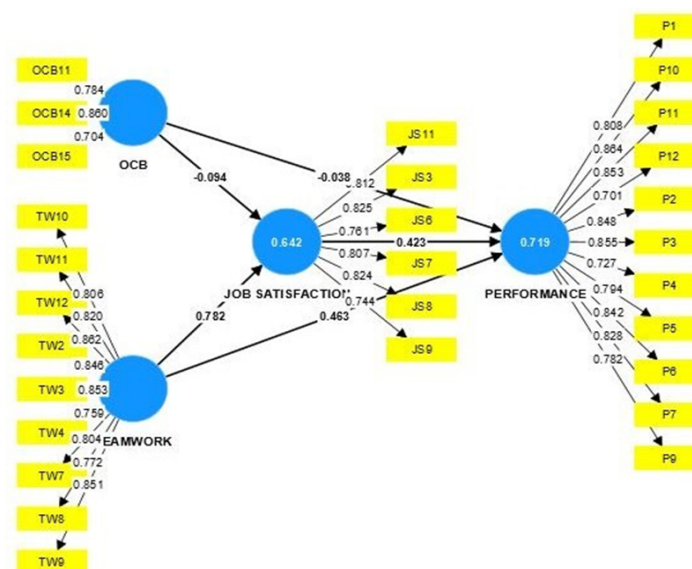 OCB11
0.784
OCB14
0.860
OCB15
0.704
OCB
-0.094
-0.038
TW10
TW11
TW12
TW2
TW3
TW4
TW7
TW8
TW9
0.806
0.820
0.862
0.846
0.853
0.759
0.804
0.772
0.851
EAMWORK
0.782
0.463
0.642
JOB SATISFACTION
0.423
JS11
JS3
JS6
JS7
JS8
JS9
0.812
0.825
0.761
0.807
0.824
0.744
0.719
PERFORMANCE
P1
P10
P11
P12
P2
P3
P4
P5
P6
P7
P9
0.808
0.864
0.853
0.701
0.848
0.855
0.727
0.794
0.842
0.828
0.782